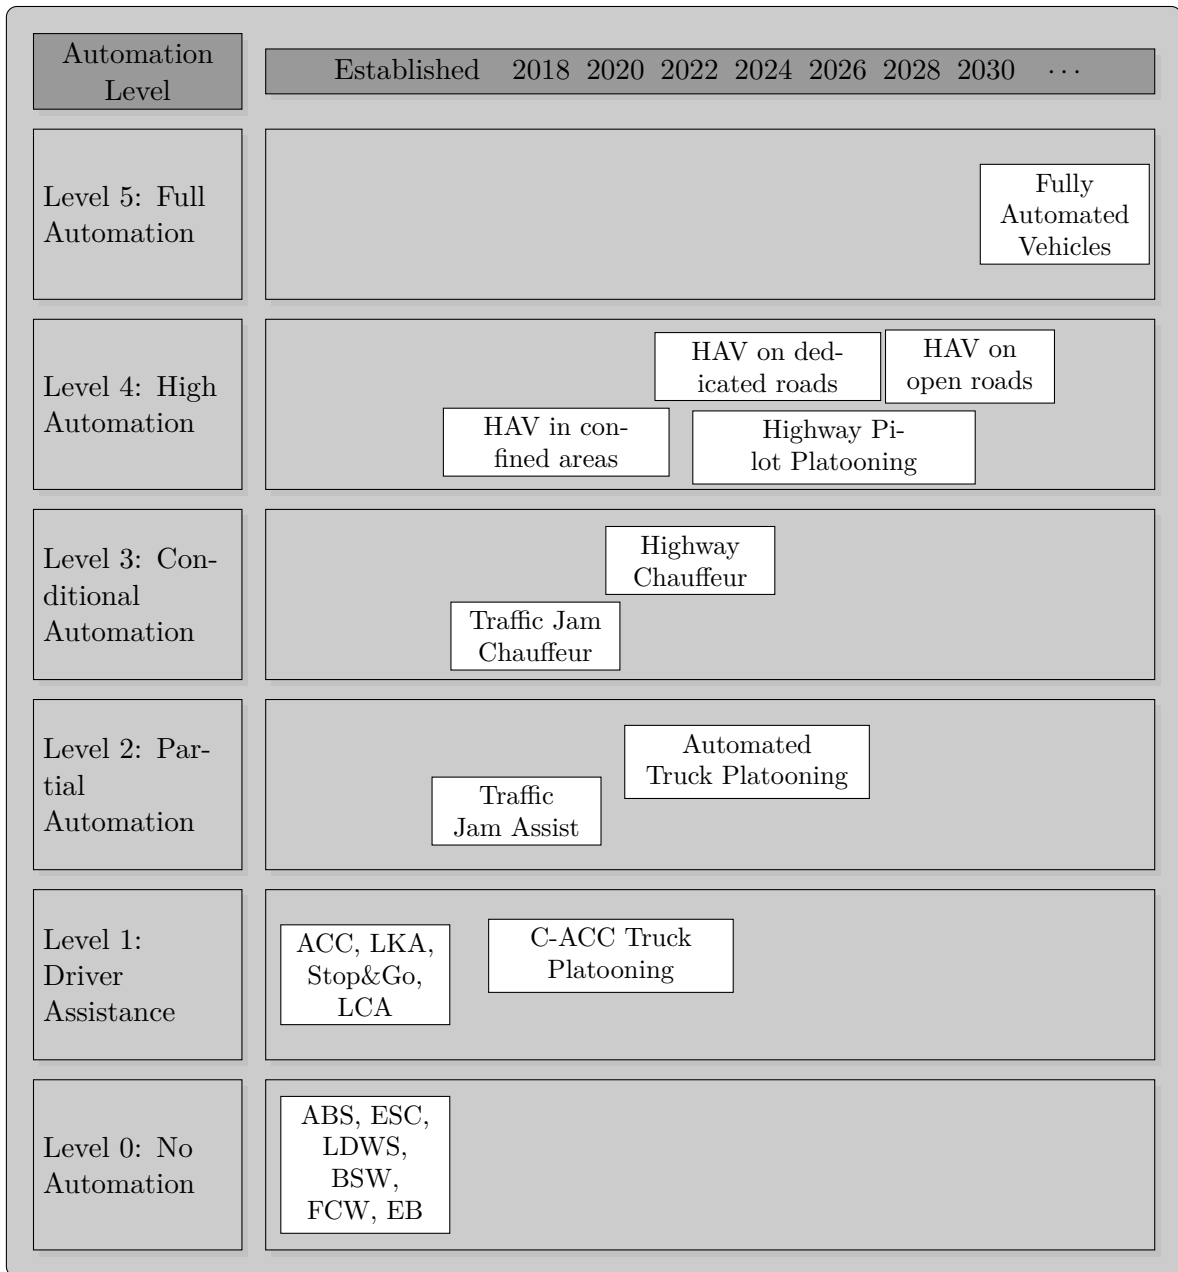 Automation
Level
Established 2018 2020 2022 2024 2026 2028 2030 ···
Level 5: Full
Automation
Fully
Automated
Vehicles
Level 4: High
Automation
HAV on ded-
icated roads
HAV on
open roads
HAV in con-
fined areas
Highway Pi-
lot Platooning
Level 3: Con-
ditional
Automation
Highway
Chauffeur
Traffic Jam
Chauffeur
Level 2: Par-
tial
Automation
Automated
Truck Platooning
Traffic
Jam Assist
Level 1:
Driver
Assistance
ACC, LKA,
Stop&Go,
LCA
C-ACC Truck
Platooning
Level 0: No
Automation
ABS, ESC,
LDWS,
BSW,
FCW, EB